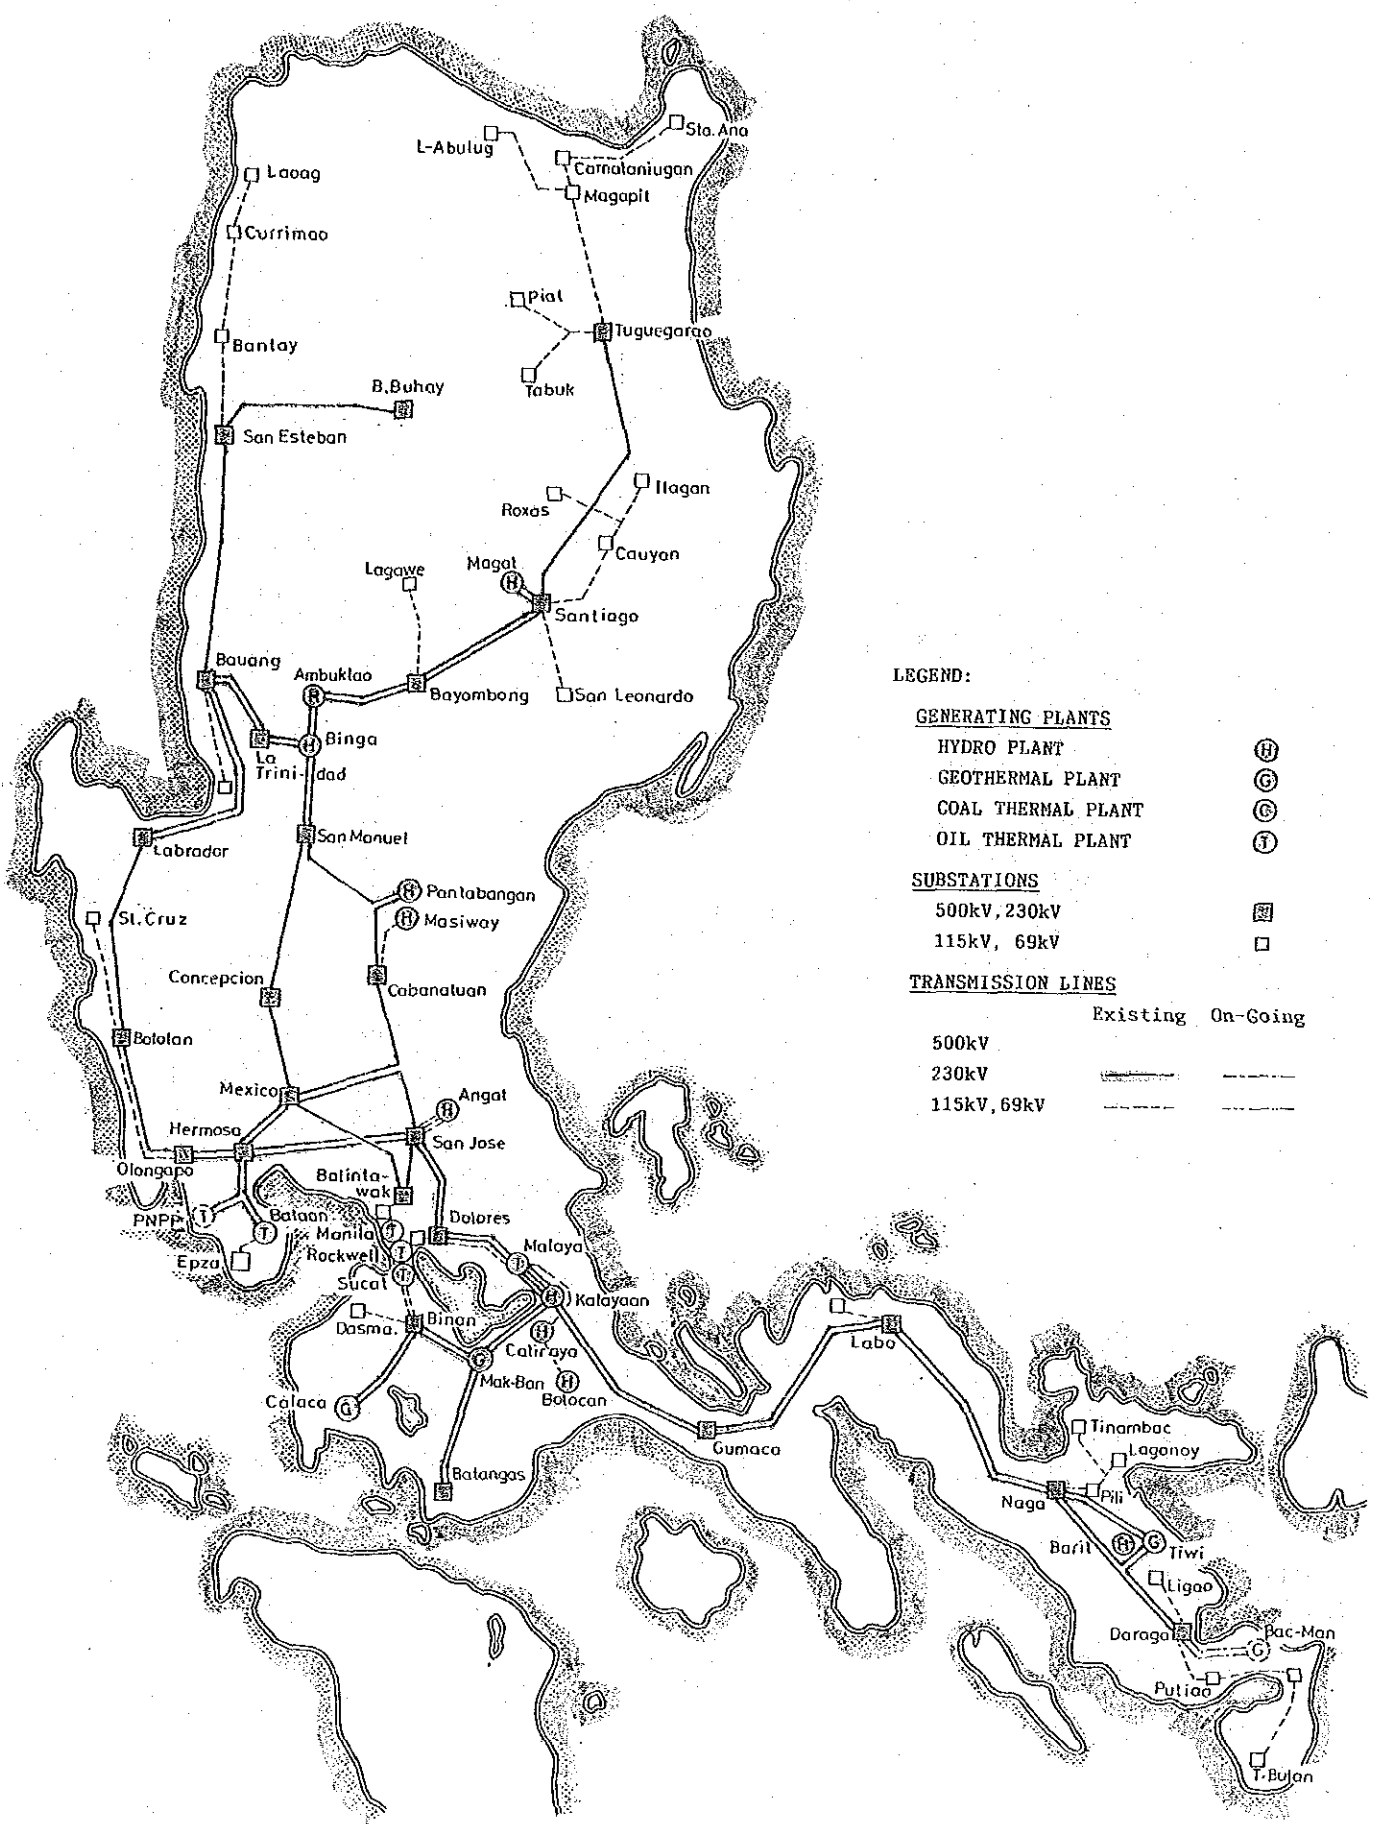 Sta. Ana
L-Abulug
Camalaniugan
Magapit
Laoag
Currimao
Piat
Tuguegarao
Bantay
Tabuk
B.Buhay
San Esteban
Ilagan
Roxas
Cauyan
Magat
H
Lagawe
Santiago
Bauang
Ambuklao
H
Bayombong
San Leonardo
Binga
H
La
Trini-dad
San Manuel
Labrador
H
Pantabangan
St. Cruz
H
Masiway
Concepcion
Cabanatuan
Botolan
Mexico
Angat
H
Hermosa
San Jose
Olongapo
Balinta-
wak
PNPP
T
Bataan
T
Dolores
Manila
T
Rockwell
T
Malaya
T
Epza
Sucat
T
H
Kalayaan
Dasma.
Binan
H
Caliraya
Labo
G
Mak-Ban
H
Botocan
Calaca
G
Gumaca
Tinambac
Lagonoy
Batangas
Naga
Pili
Barit
H
G
Tiwi
Ligao
Daraga
Bac-Man
G
Putiao
T.Bulan
LEGEND:
GENERATING PLANTS
HYDRO PLANT H
GEOTHERMAL PLANT G
COAL THERMAL PLANT C
OIL THERMAL PLANT T
SUBSTATIONS
500kV,230kV
115kV, 69kV
TRANSMISSION LINES
Existing On-Going
500kV
230kV
115kV,69kV